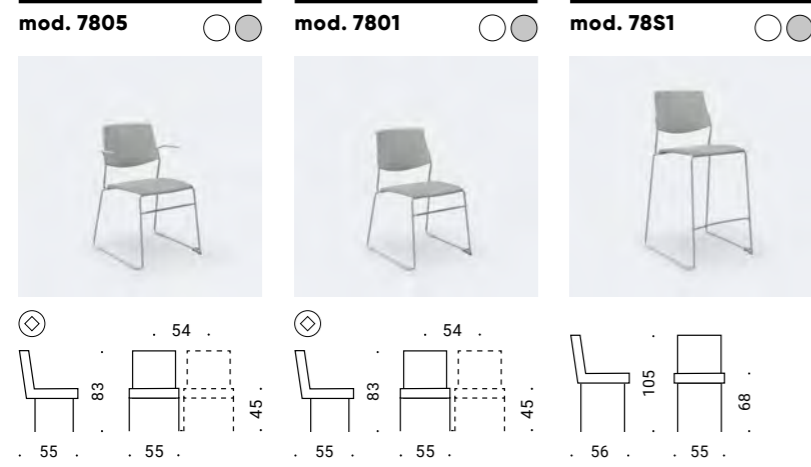 mod. 7805
mod. 7801
mod. 78S1
. 54 .
. 54 .
83
45
83
45
105
68
. 55 .
. 55 .
. 55 .
. 55 .
. 56 .
. 55 .